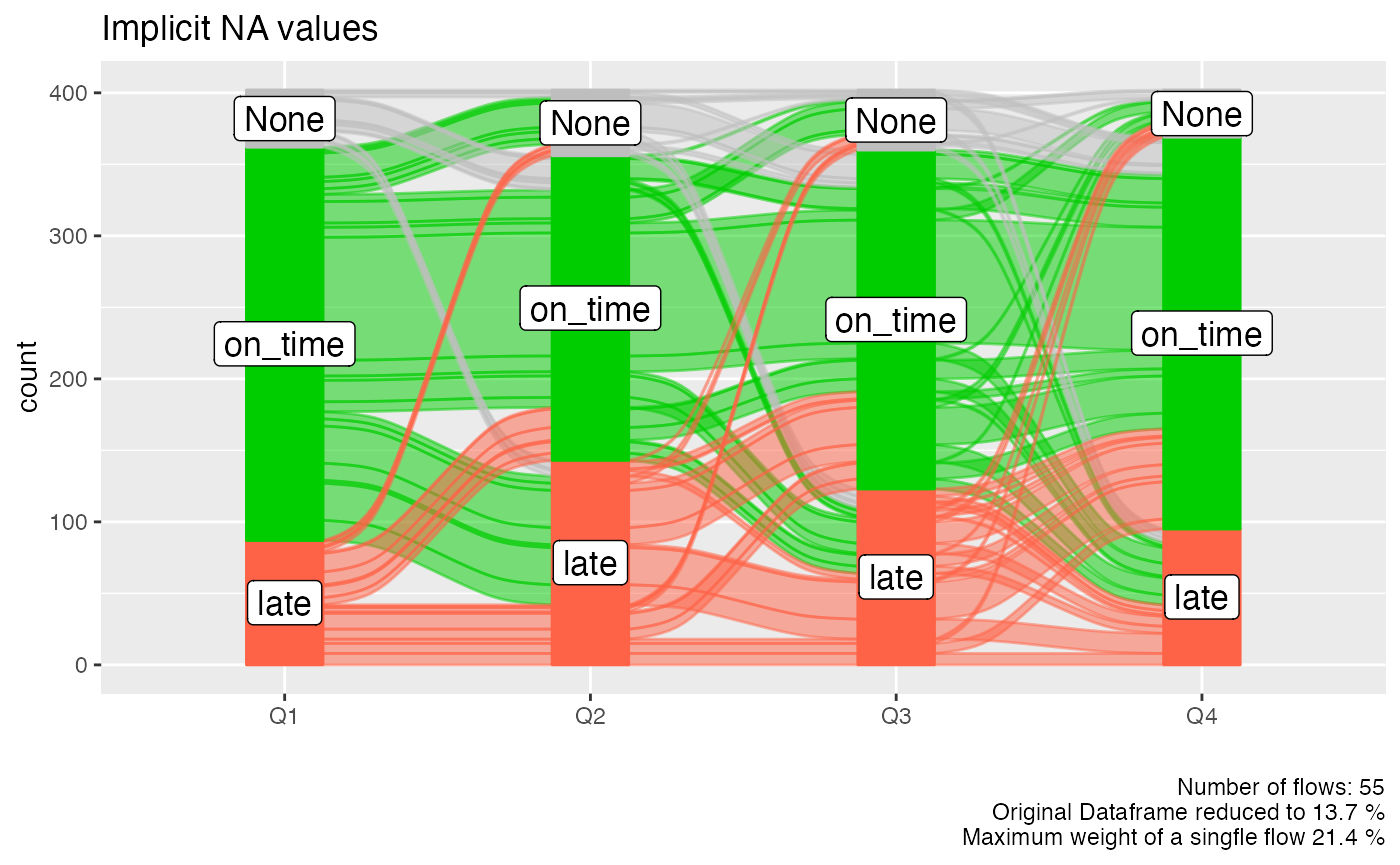 Implicit NA values
400
300
200
100
0
count
None
None
None
None
on_time
on_time
on_time
on_time
late
late
late
late
Q1
Q2
Q3
Q4
Number of flows: 55
Original Dataframe reduced to 13.7 %
Maximum weight of a singfle flow 21.4 %